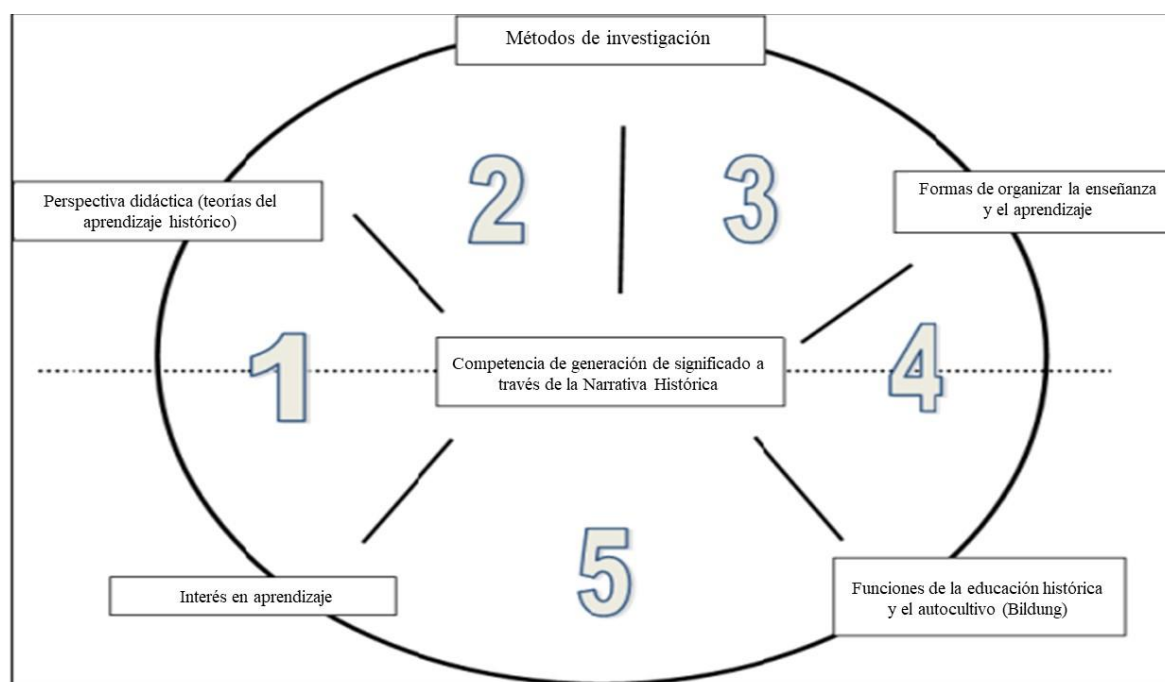 Métodos de investigación
2
3
Perspectiva didáctica (teorías del
aprendizaje histórico)
Formas de organizar la enseñanza
y el aprendizaje
1
Competencia de generación de significado a
través de la Narrativa Histórica
4
5
Interés en aprendizaje
Funciones de la educación histórica
y el autocultivo (Bildung)